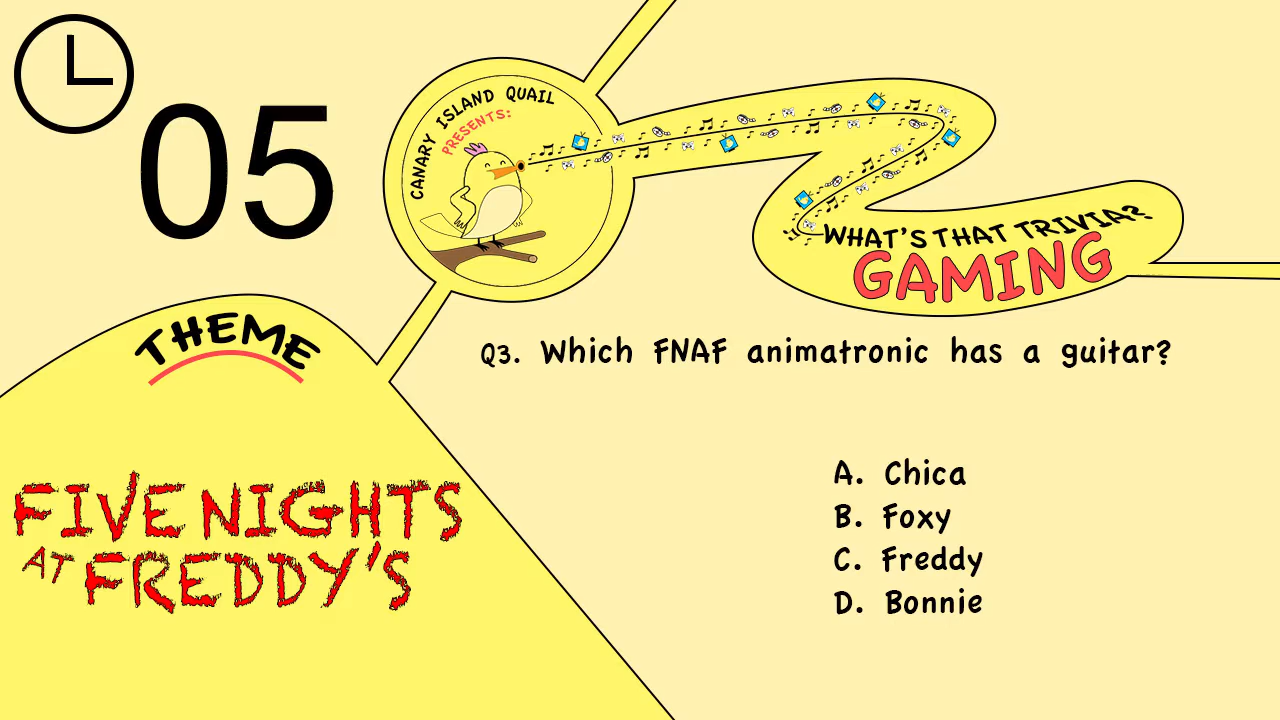 05
CANARY ISLAND QUAIL
PRESENTS:
WHAT'S THAT TRIVIA?
GAMING
THEME
FIVE NIGHTS
AT FREDDY'S
Q3. Which FNAF animatronic has a guitar?
A. Chica
B. Foxy
C. Freddy
D. Bonnie